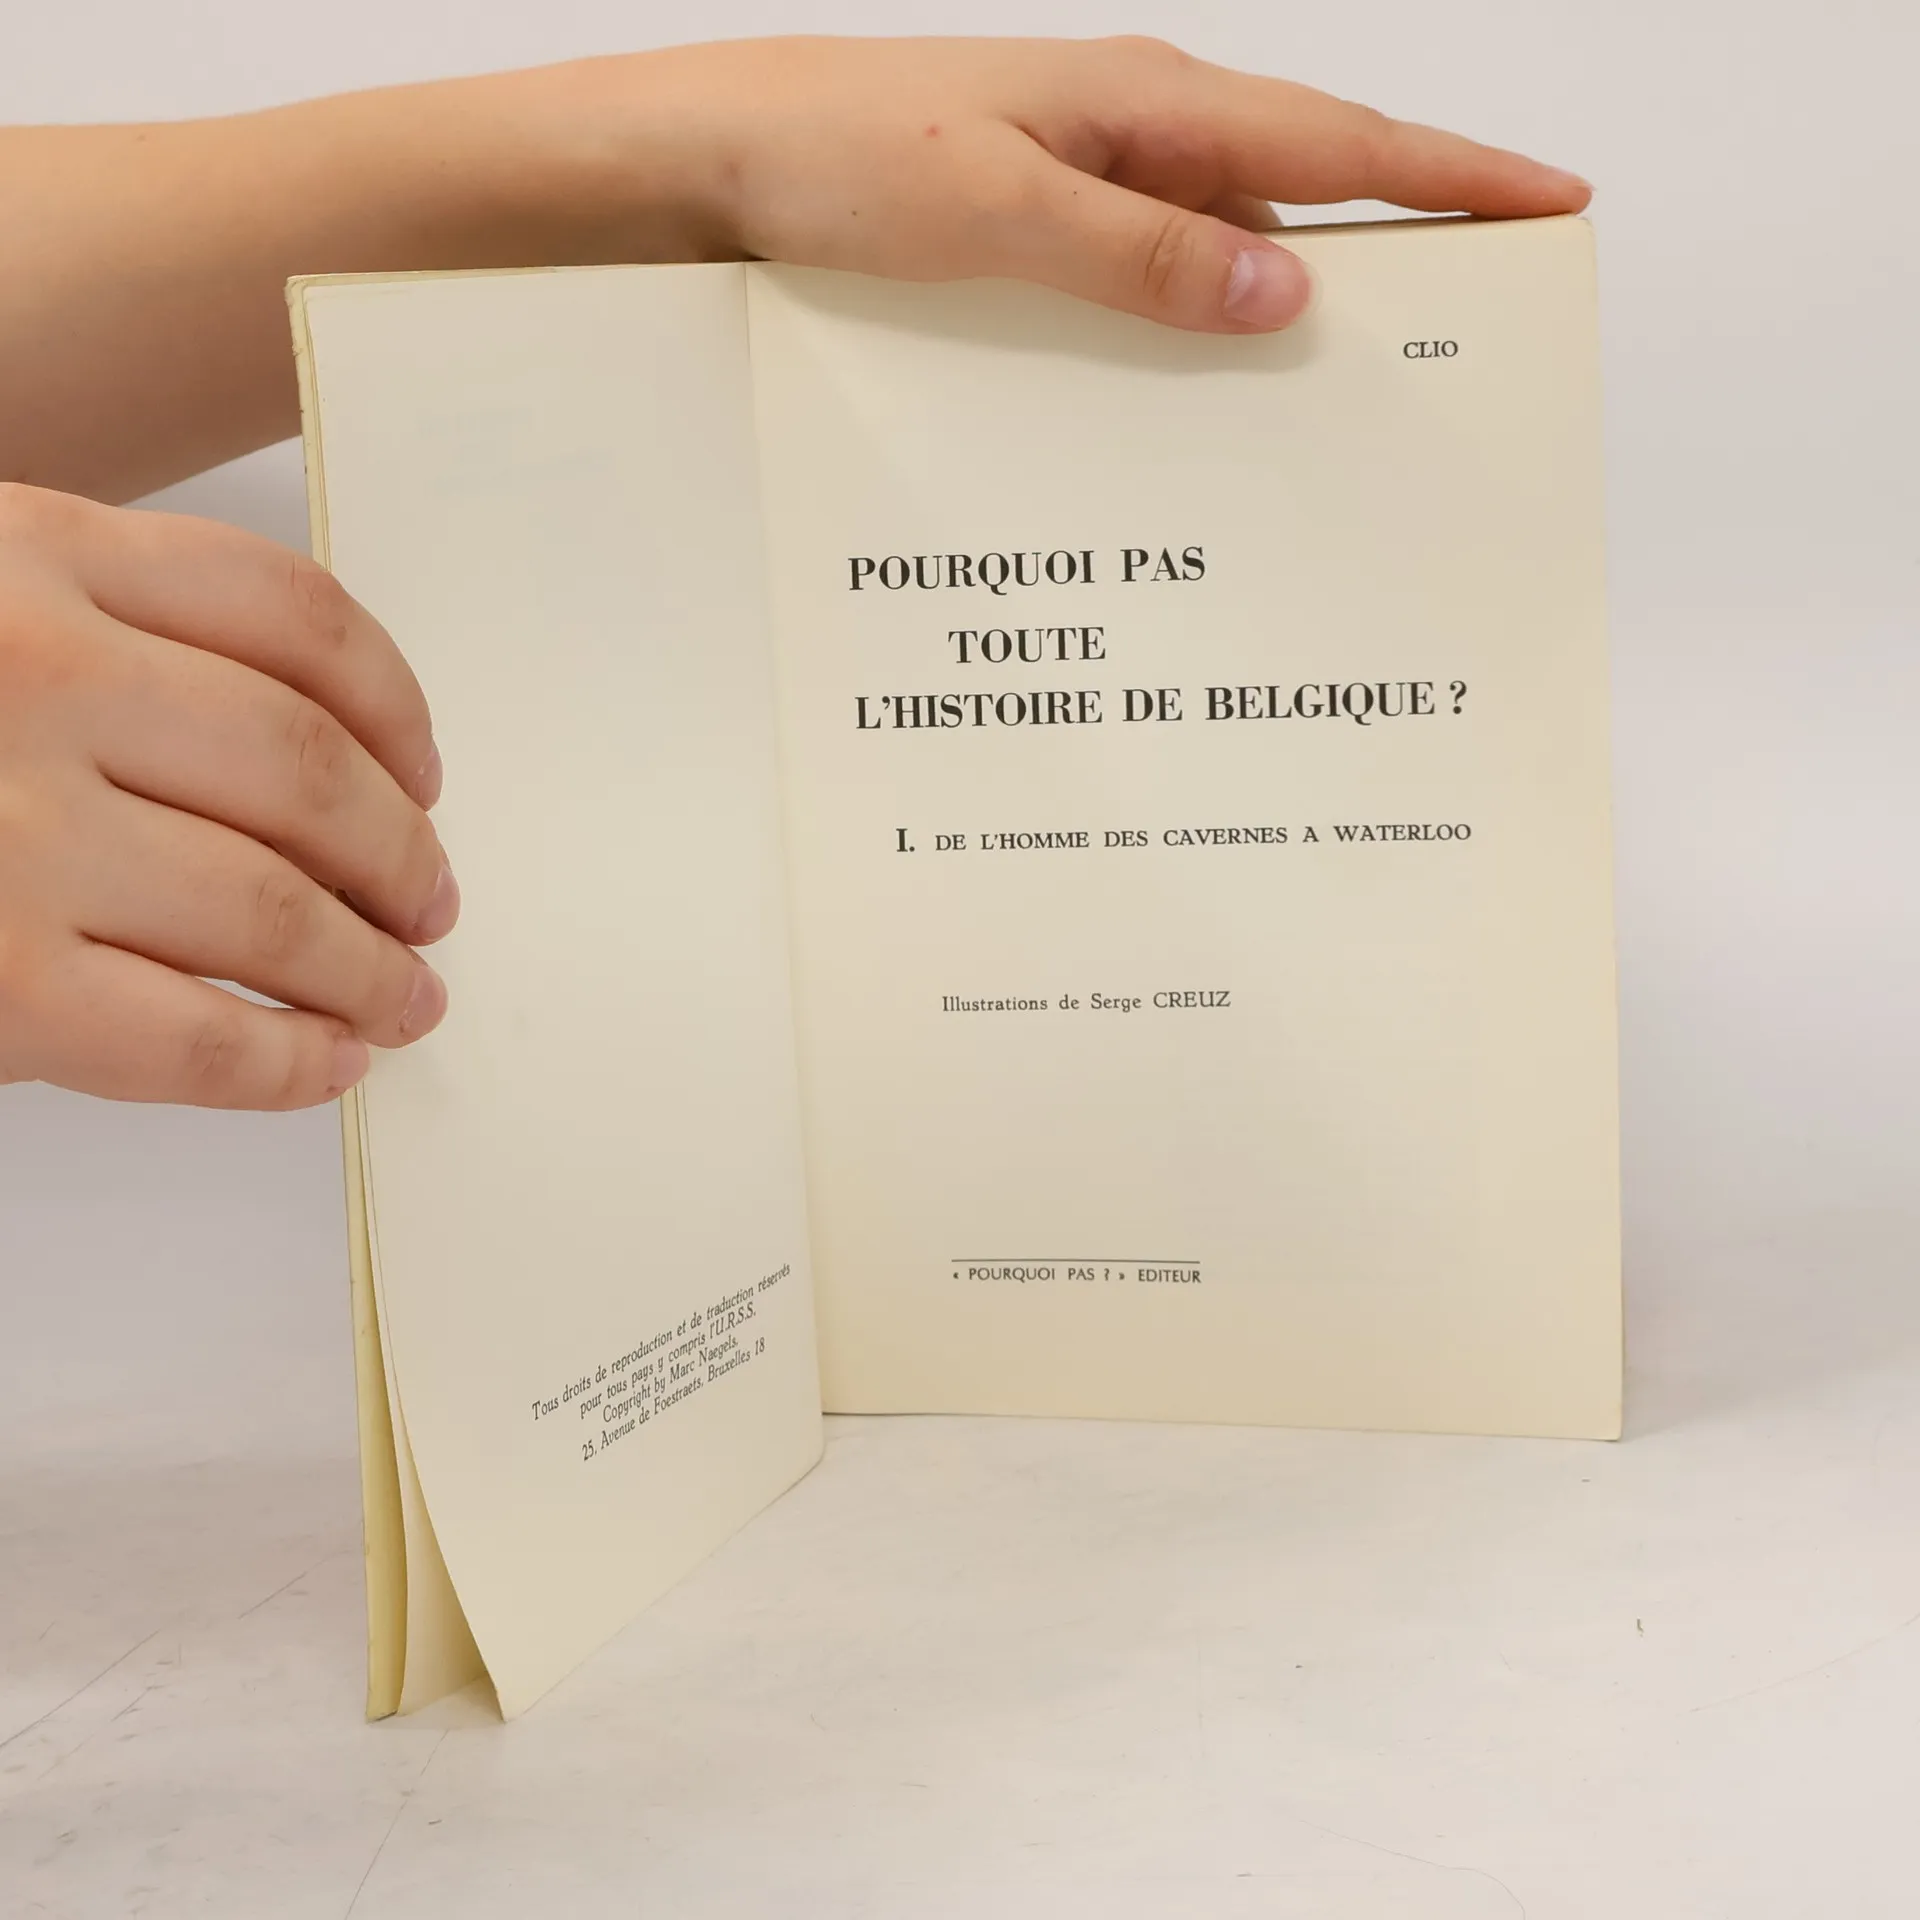 Tous droits de reproduction et de traduction réservés
pour tous pays y compris l'U.R.S.S.
Copyright by Marc Naegels,
25, Avenue de Foestraets, Bruxelles 18
CLIO
POURQUOI PAS
TOUTE
L'HISTOIRE DE BELGIQUE ?
I. DE L'HOMME DES CAVERNES A WATERLOO
Illustrations de Serge CREUZ
« POURQUOI PAS ? » EDITEUR